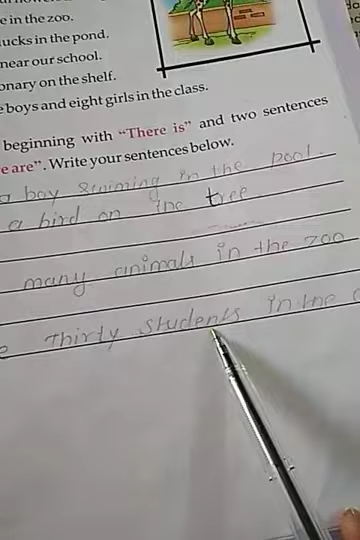 e in the zoo.
ucks in the pond.
near our school.
onary on the shelf.
e boys and eight girls in the class.
beginning with "There is" and two sentences
e are". Write your sentences below.
a boy swiming in the pool.
a bird on the tree
many animals in the zoo
e Thirty students in the